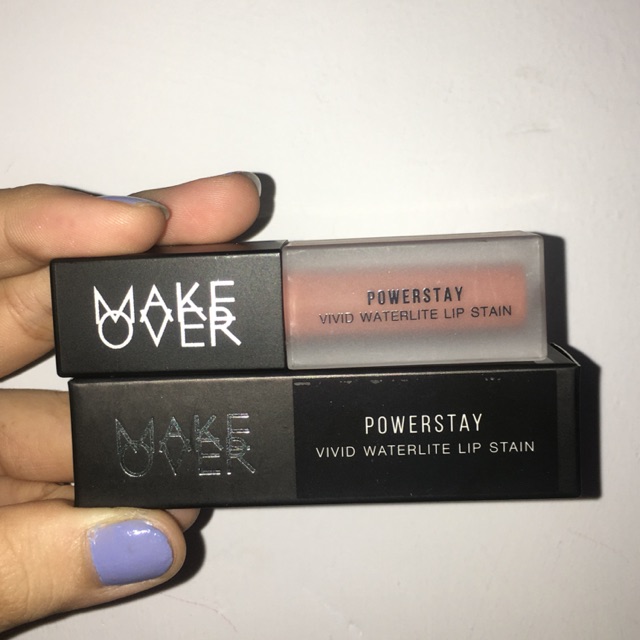 MAKE
OVER
POWERSTAY
VIVID WATERLITE LIP STAIN
MAKE
OVER
POWERSTAY
VIVID WATERLITE LIP STAIN